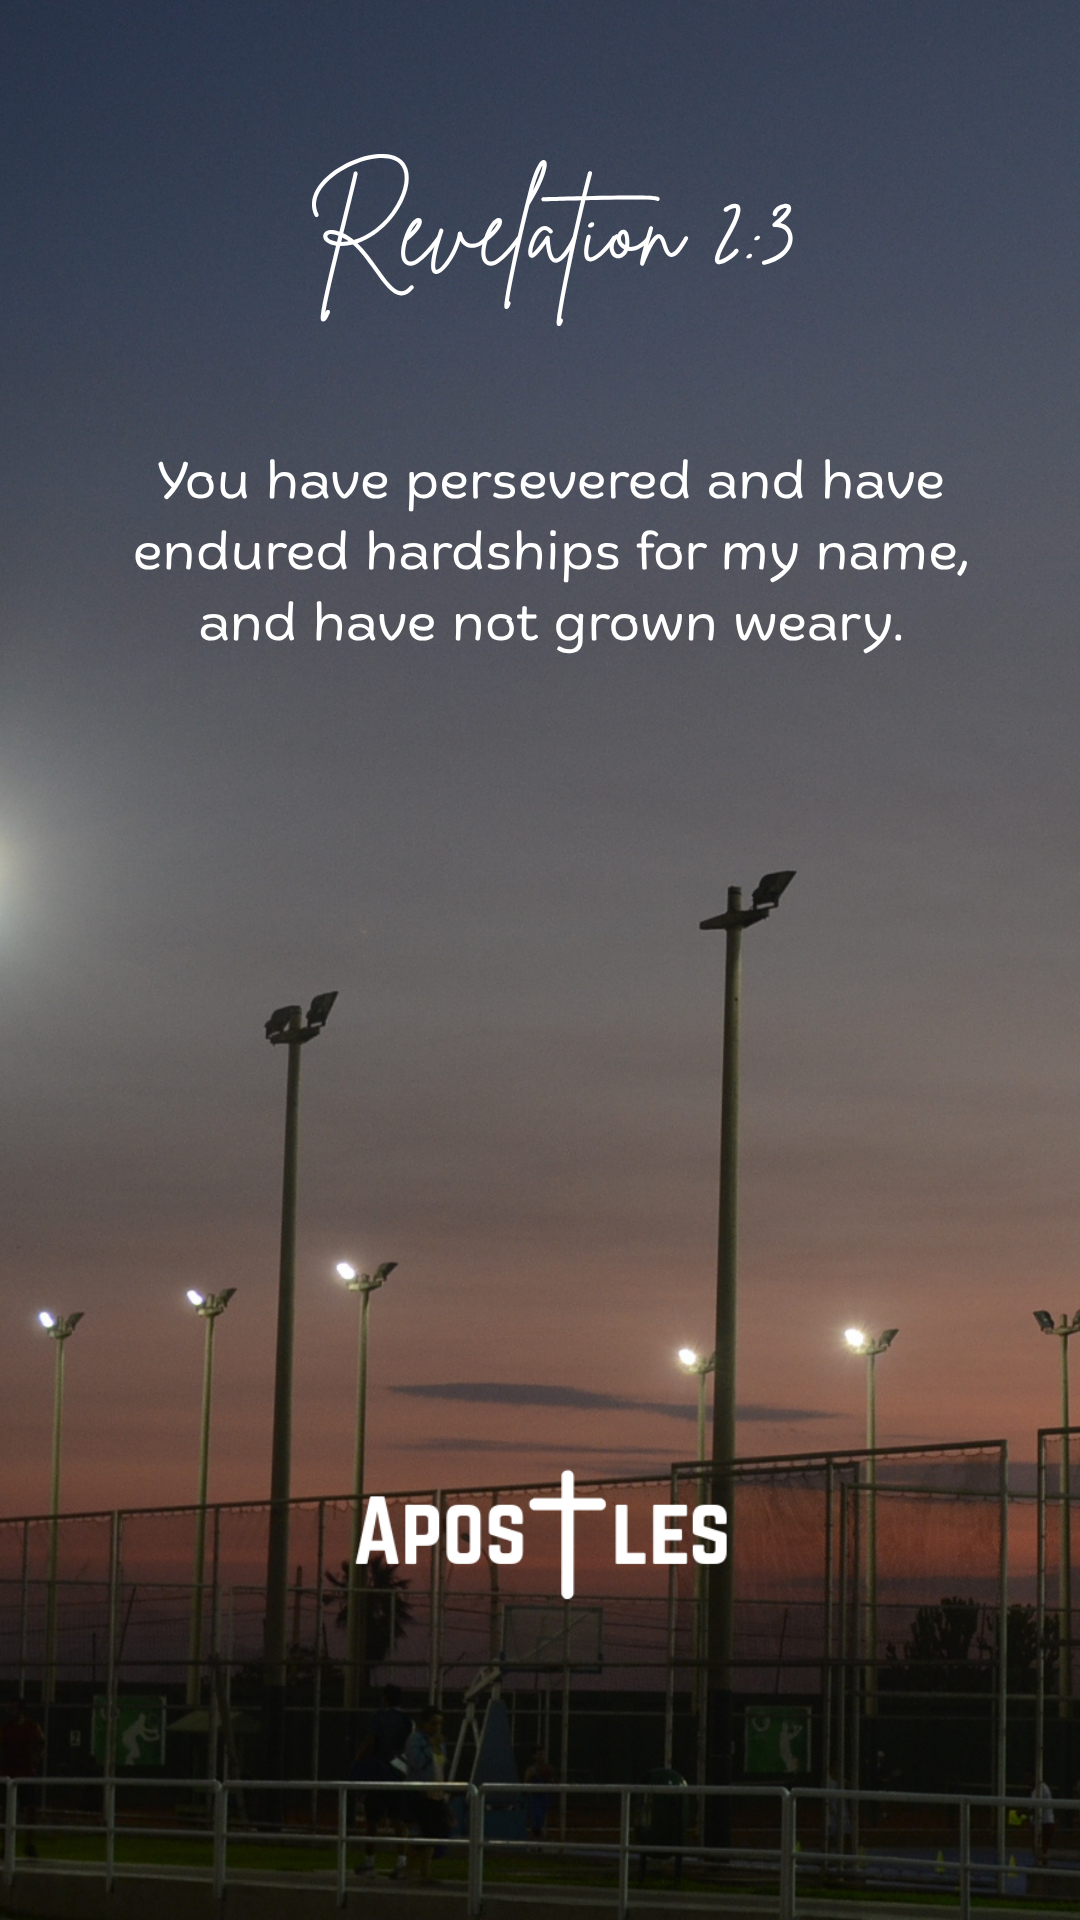 Revelation 2:3
You have persevered and have
endured hardships for my name,
and have not grown weary.
APOSTLES
2